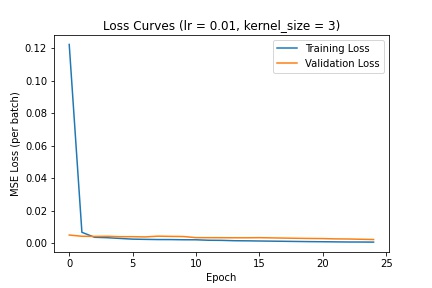 Loss Curves (lr = 0.01, kernel_size = 3)
Training Loss
Validation Loss
MSE Loss (per batch)
0.12
0.10
0.08
0.06
0.04
0.02
0.00
0 5 10 15 20 25
Epoch